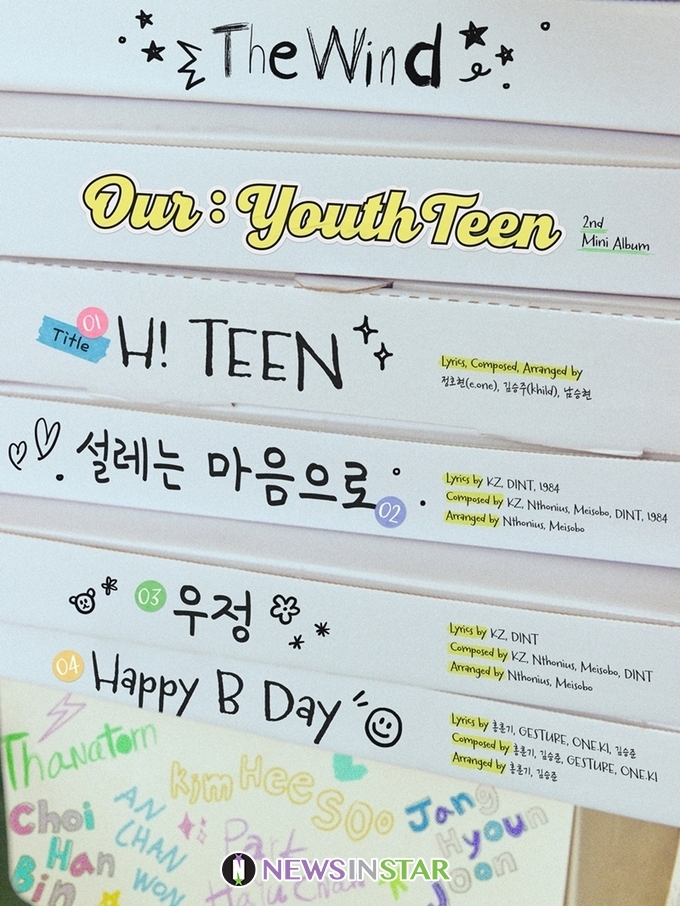 The Wind
Our : Youth Teen
2nd
Mini Album
01
Title
H! TEEN
Lyrics, Composed, Arranged by
정호현(e.one), 김승주(Khild), 남승현
설레는 마음으로
02
Lyrics by KZ, DINT, 1984
Composed by KZ, Nthonius, Meisobo, DINT, 1984
Arranged by Nthonius, Meisobo
03
우정
Lyrics by KZ, DINT
Composed by KZ, Nthonius, Meisobo, DINT
Arranged by Nthonius, Meisobo
04
Happy B Day
Lyrics by 홍훈기, GESTURE, ONE.KI, 김승준
Composed by 홍훈기, 김승준, GESTURE, ONE.KI
Arranged by 홍훈기, 김승준
Thanatorn
Kim Hee Soo
Choi
Han
Bin
AN
CHAN
WON
Park
Ha Yu Chan
Jang
Hyoun
Joon
N NEWSINSTAR